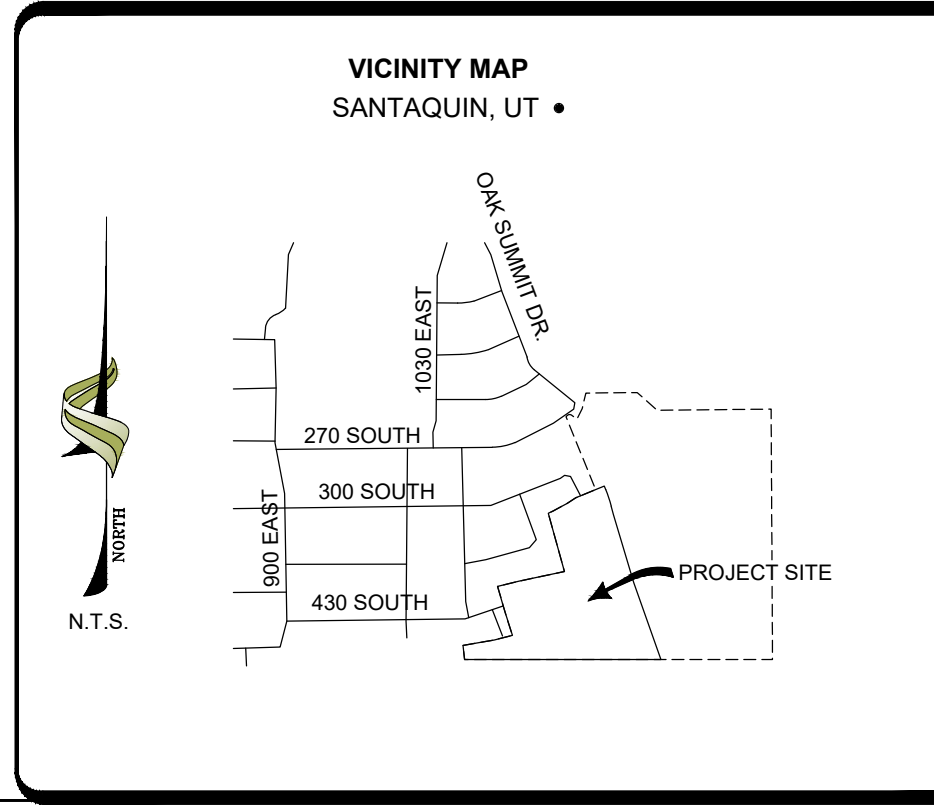 VICINITY MAP
SANTAQUIN, UT •
OAK SUMMIT DR.
1030 EAST
270 SOUTH
300 SOUTH
900 EAST
NORTH
PROJECT SITE
430 SOUTH
N.T.S.